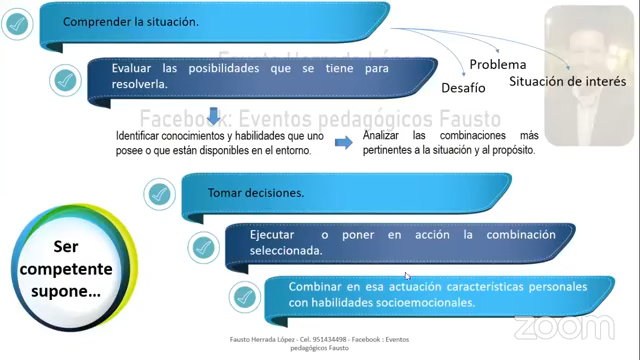 Comprender la situación.
Fausto Herrada López
Problema
Evaluar las posibilidades que se tiene para
resolverla.
Situación de interés
Desafío
Facebook: Eventos pedagógicos Fausto
Identificar conocimientos y habilidades que uno
posee o que están disponibles en el entorno.
Analizar las combinaciones más
pertinentes a la situación y al propósito.
Tomar decisiones.
Ser
competente
supone...
Ejecutar o poner en acción la combinación
seleccionada.
Combinar en esa actuación características personales
con habilidades socioemocionales.
zoom
Fausto Herrada López - Cel. 951434498 - Facebook : Eventos
pedagógicos Fausto